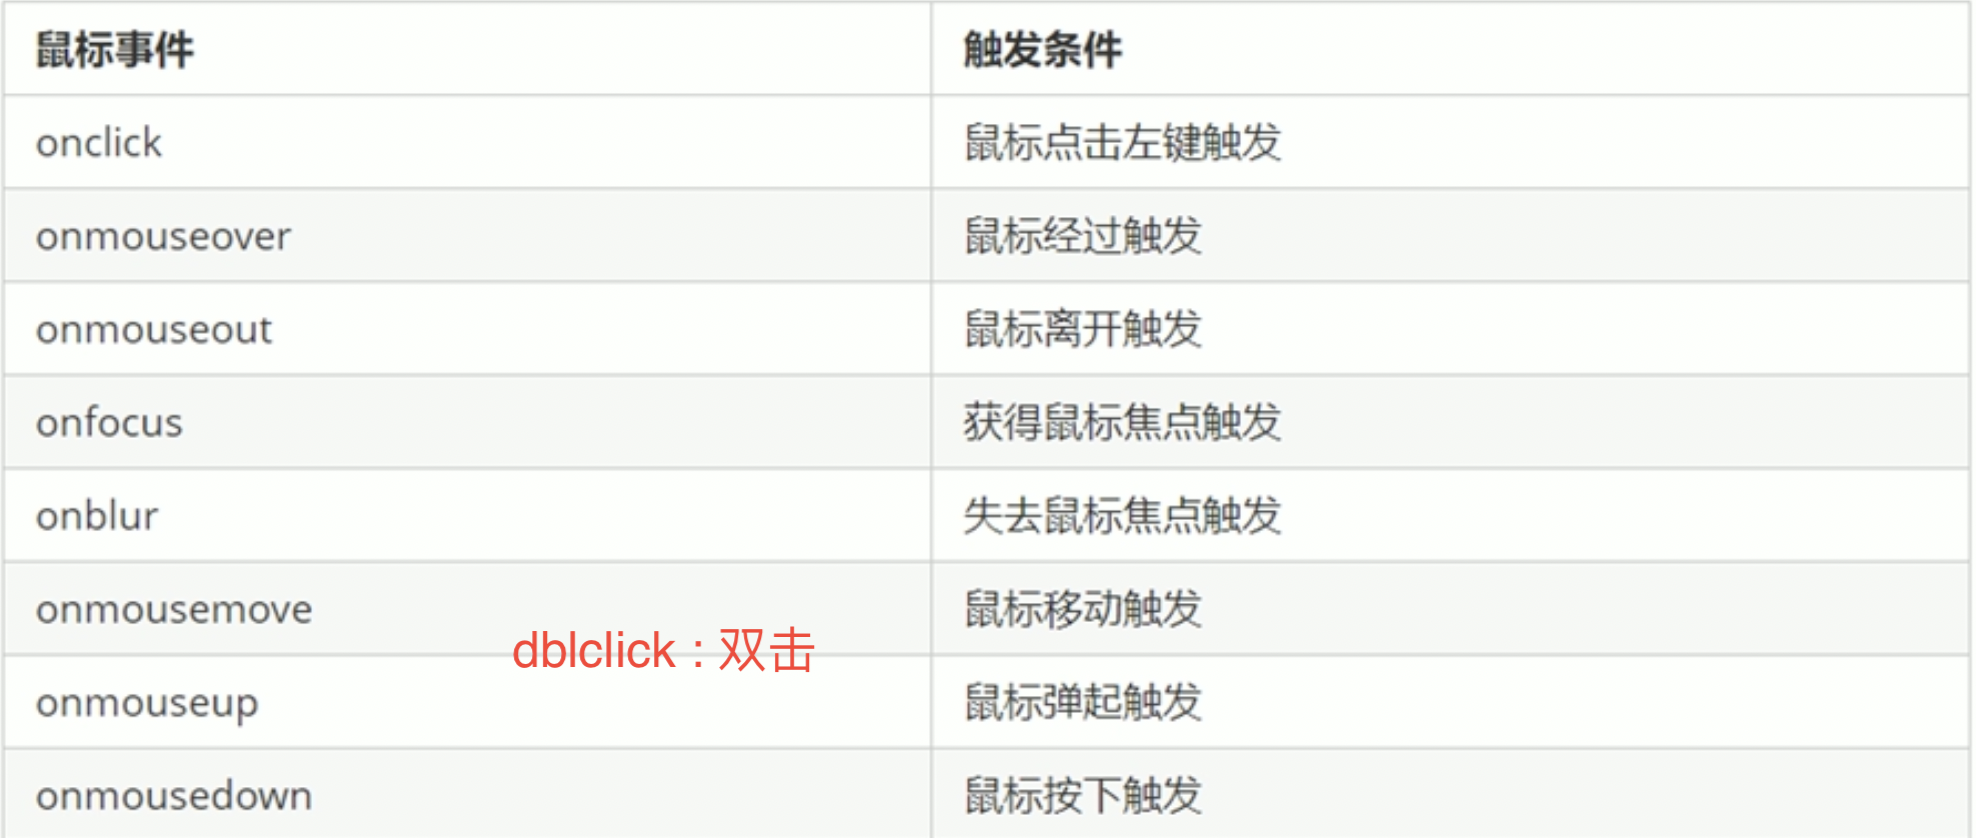 鼠标事件 触发条件
onclick 鼠标点击左键触发
onmouseover 鼠标经过触发
onmouseout 鼠标离开触发
onfocus 获得鼠标焦点触发
onblur 失去鼠标焦点触发
onmousemove 鼠标移动触发
dblclick：双击
onmouseup 鼠标弹起触发
onmousedown 鼠标按下触发